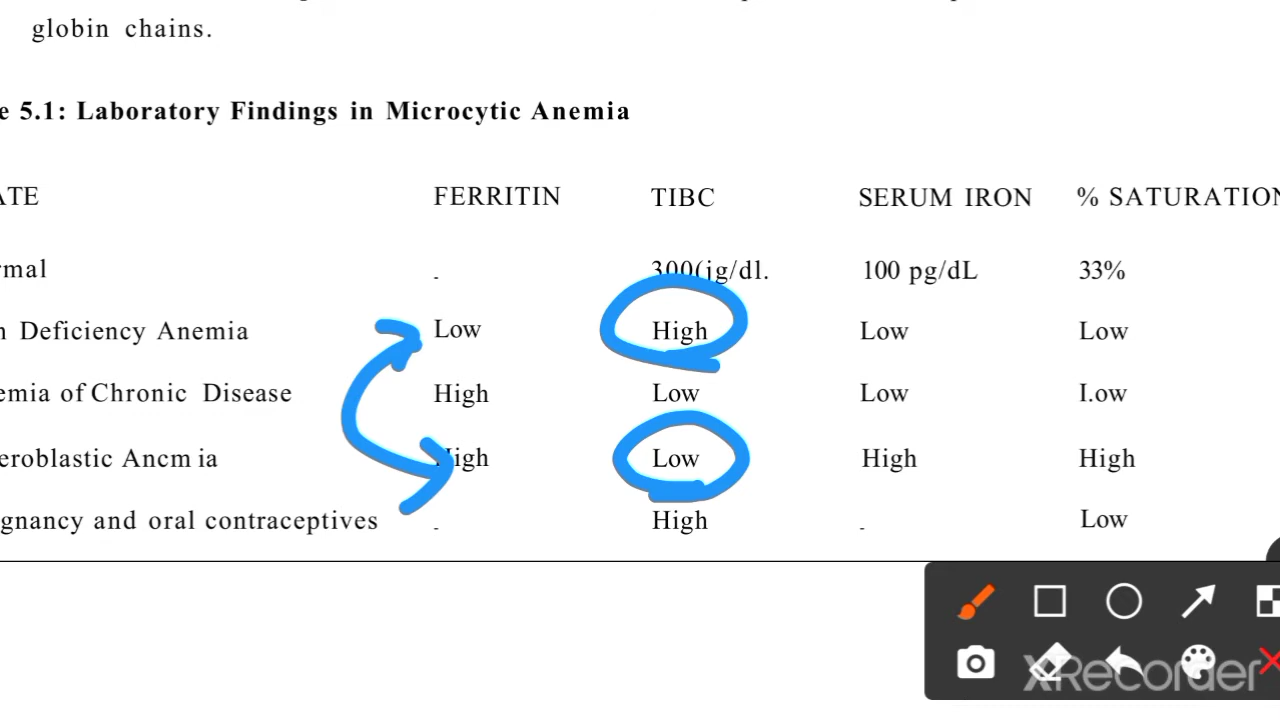 globin chains.
e 5.1: Laboratory Findings in Microcytic Anemia
ATE FERRITIN TIBC SERUM IRON % SATURATION
rmal - 300(jg/dl. 100 pg/dL 33%
n Deficiency Anemia Low High Low Low
emia of Chronic Disease High Low Low I.ow
eroblastic Ancm ia High Low High High
gnancy and oral contraceptives - High - Low
XRecorder